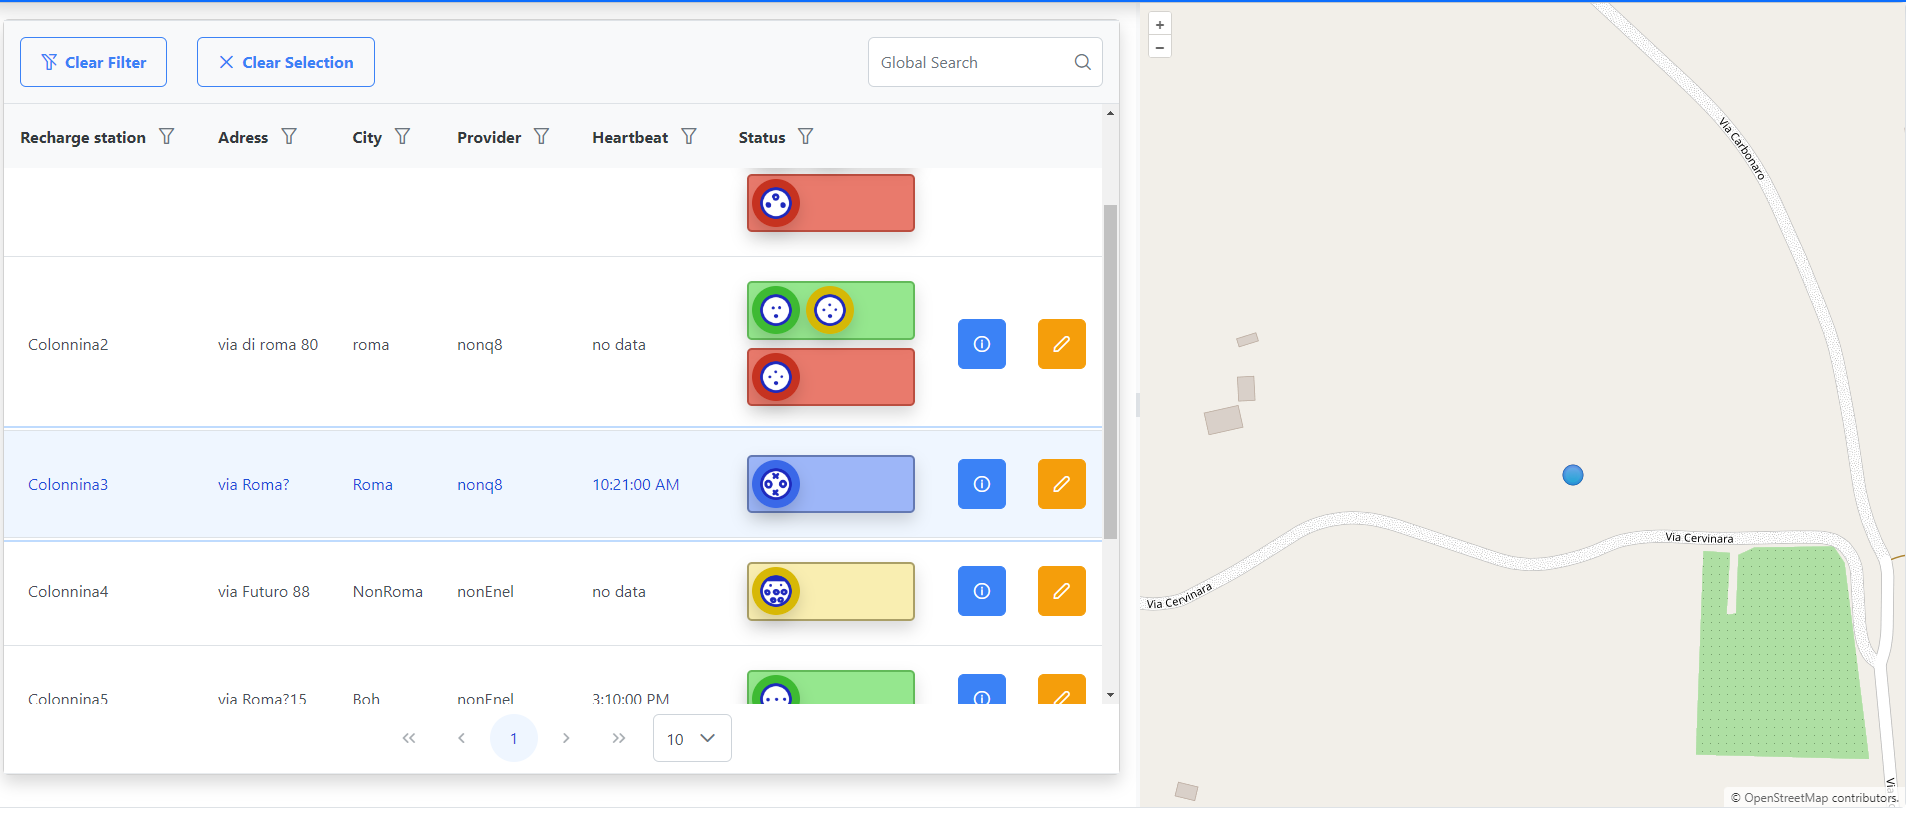 Clear Filter
Clear Selection
Global Search
Recharge station
Adress
City
Provider
Heartbeat
Status
Colonnina2
via di roma 80
roma
nonq8
no data
Colonnina3
via Roma?
Roma
nonq8
10:21:00 AM
Colonnina4
via Futuro 88
NonRoma
nonEnel
no data
Colonnina5
via Roma?15
Boh
nonEnel
3:10:00 PM
1
10
+
−
Via Carbonaro
Via Cervinara
Via Cervinara
© OpenStreetMap contributors.